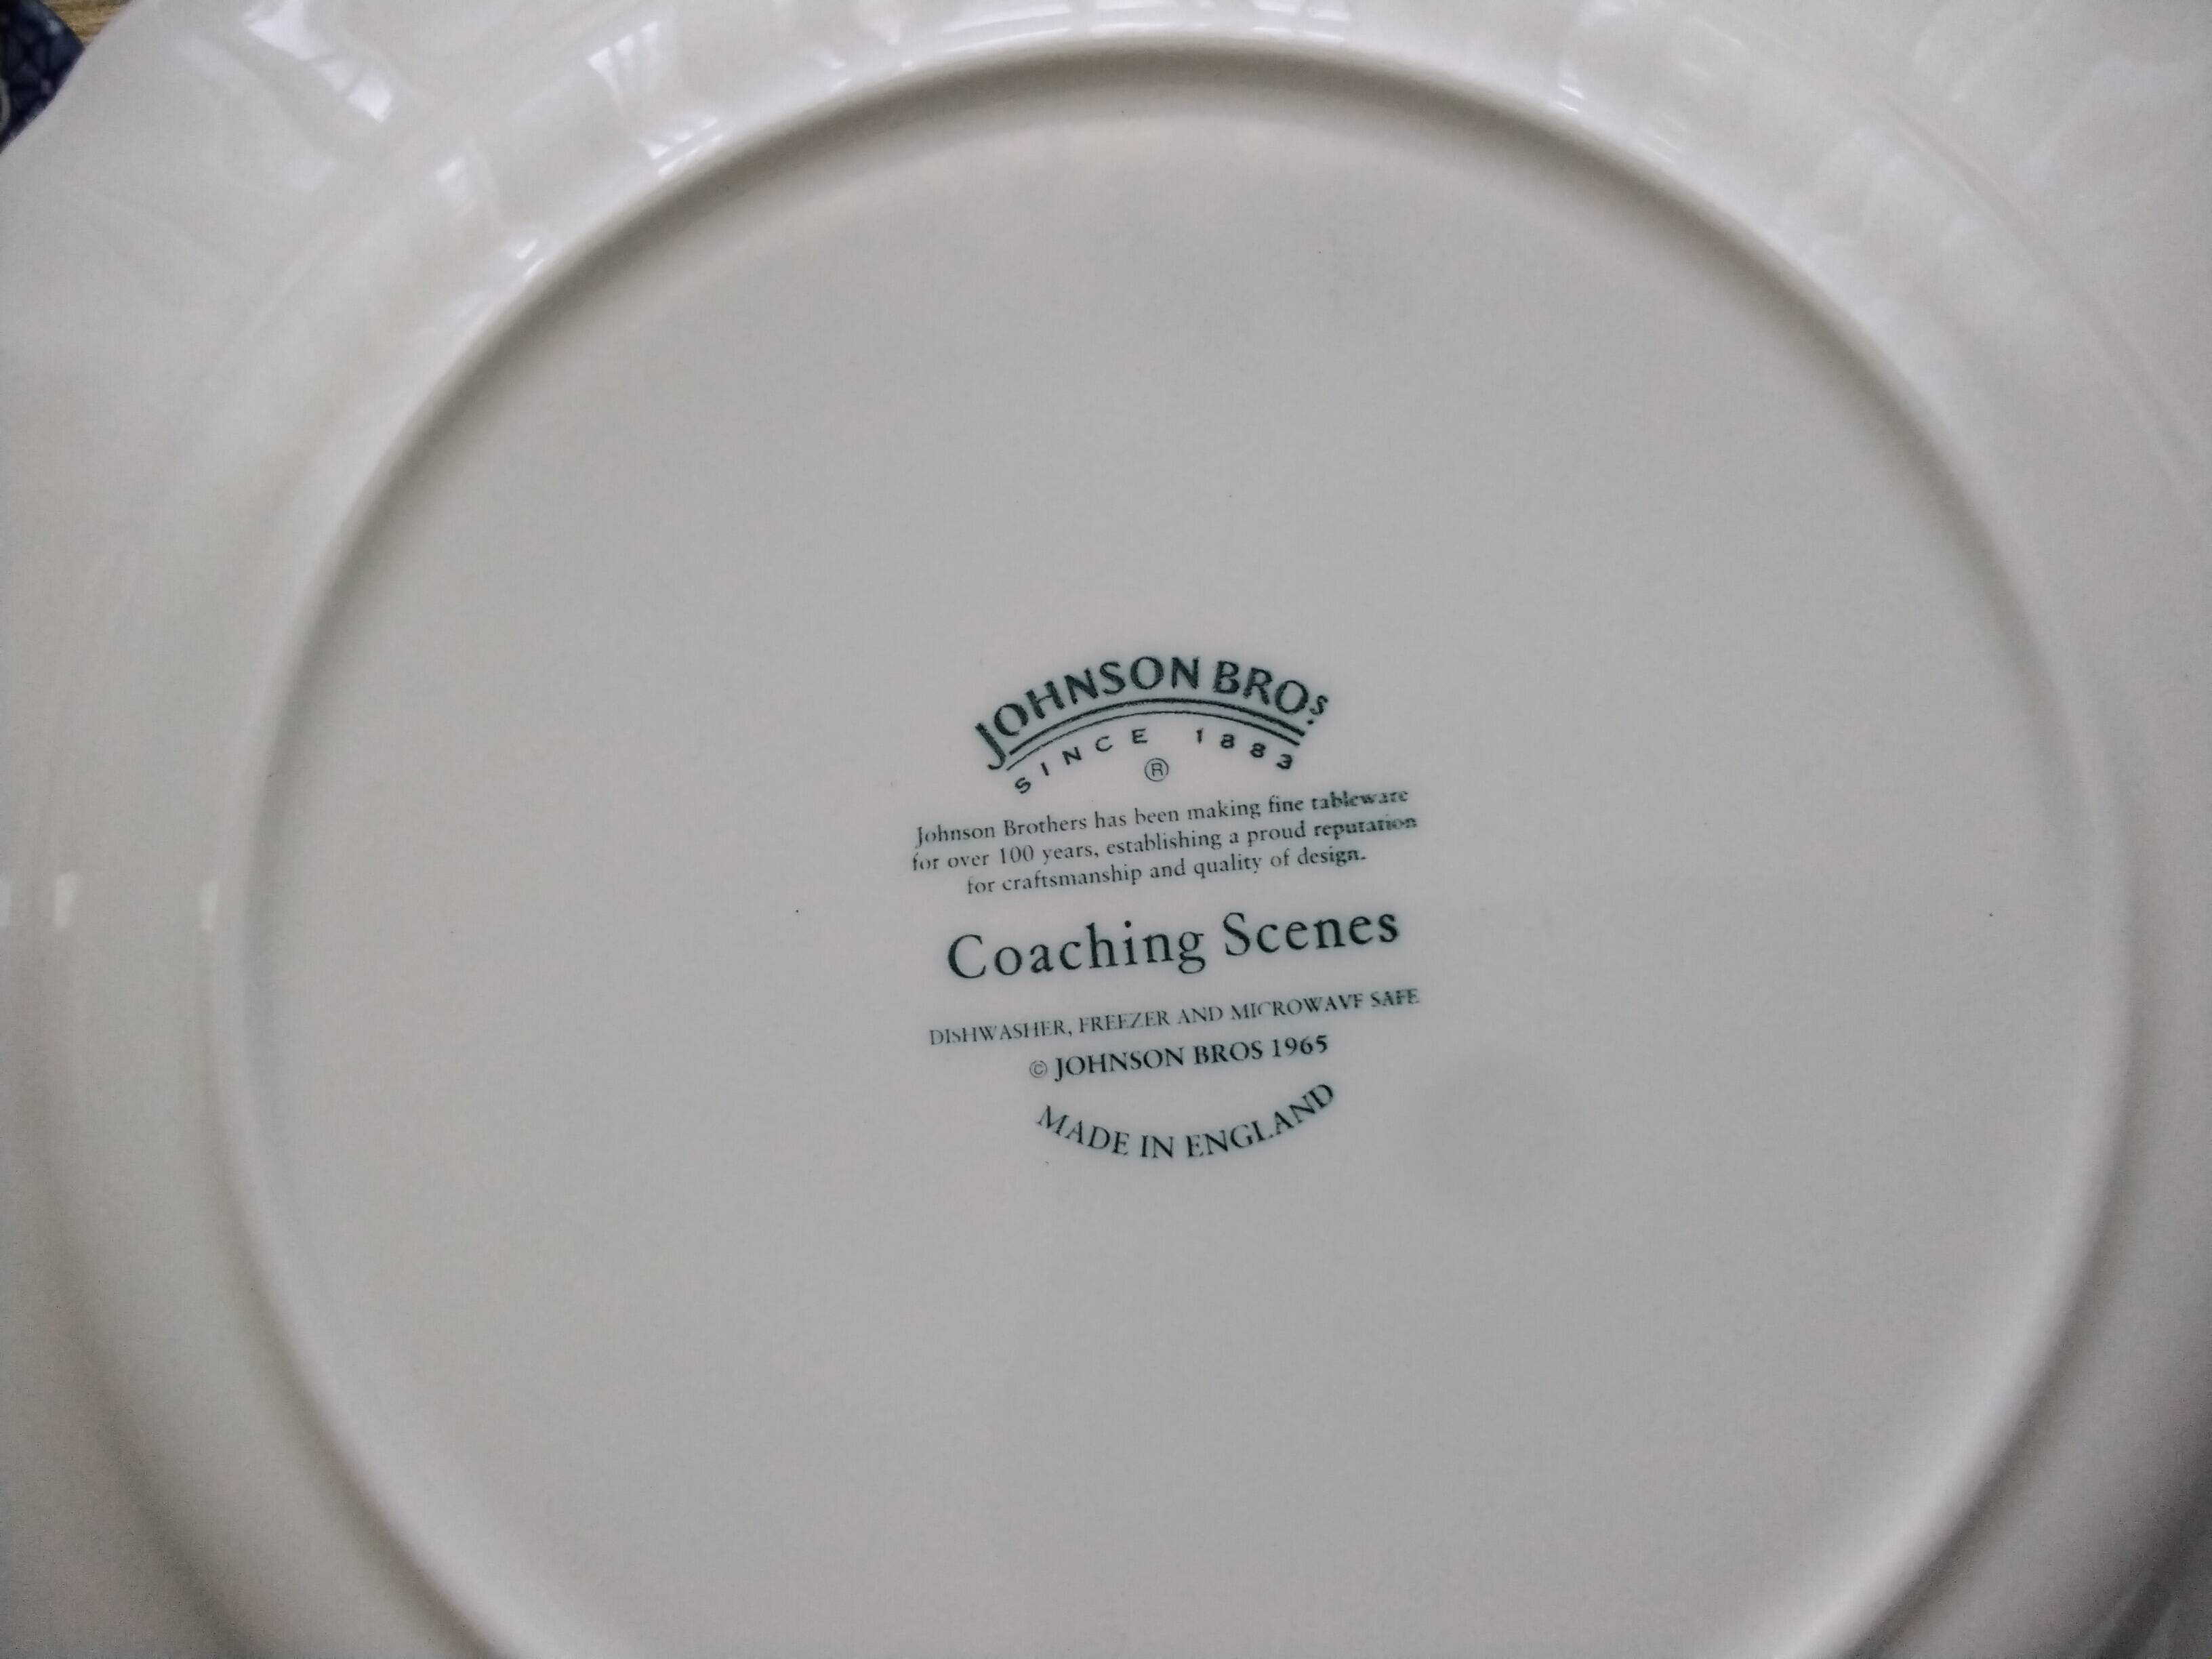 JOHNSON BROS.
SINCE 1883
®
Johnson Brothers has been making fine tableware
for over 100 years, establishing a proud reputation
for craftsmanship and quality of design.
Coaching Scenes
DISHWASHER, FREEZER AND MICROWAVE SAFE
© JOHNSON BROS 1965
MADE IN ENGLAND